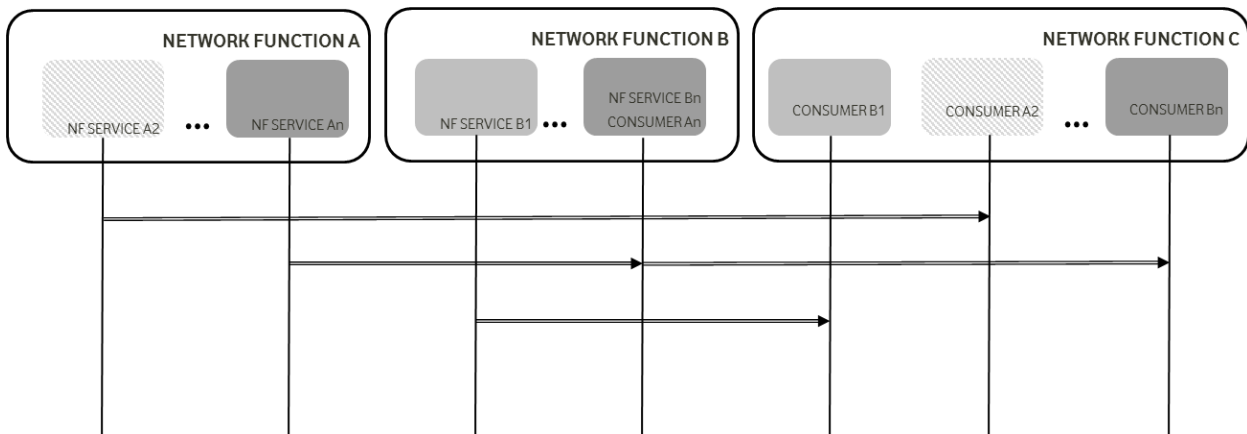 NETWORK FUNCTION A
NF SERVICE A2
...
NF SERVICE An
NETWORK FUNCTION B
NF SERVICE B1
...
NF SERVICE Bn
CONSUMER An
NETWORK FUNCTION C
CONSUMER B1
CONSUMER A2
...
CONSUMER Bn